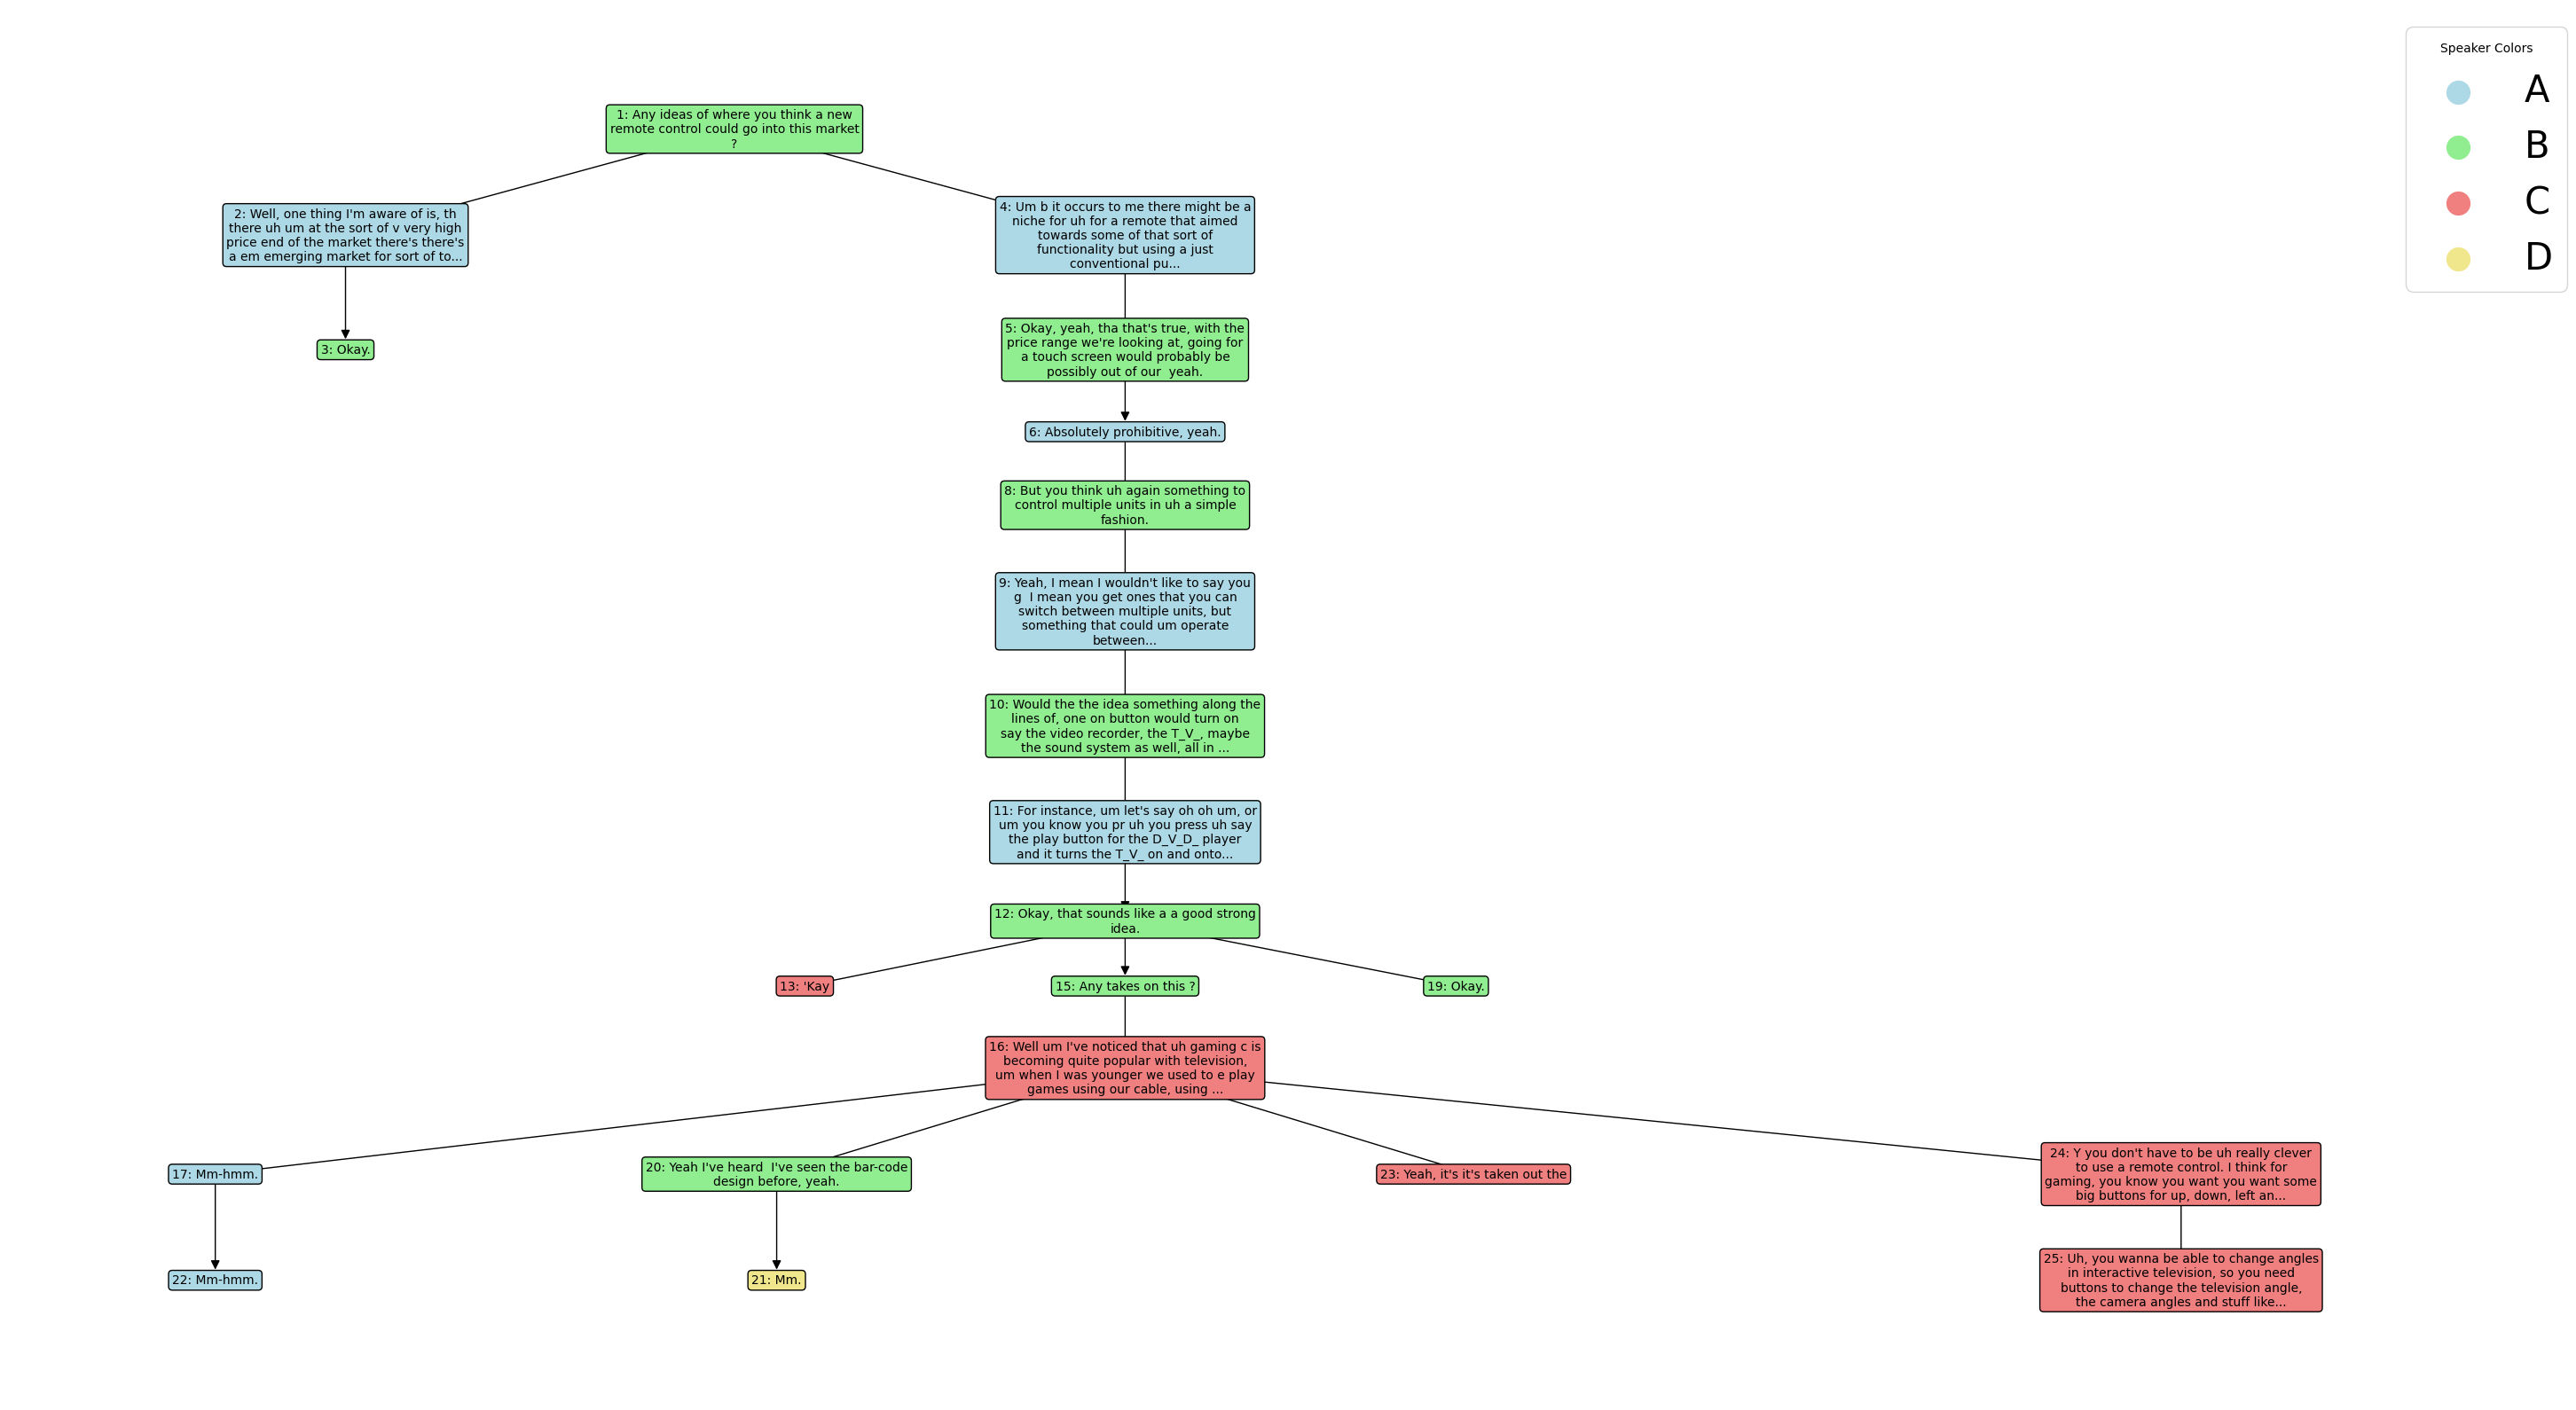 Speaker Colors
A
B
C
D
1: Any ideas of where you think a new
remote control could go into this market
?
2: Well, one thing I'm aware of is, th
there uh um at the sort of v very high
price end of the market there's there's
a em emerging market for sort of to...
4: Um b it occurs to me there might be a
niche for uh for a remote that aimed
towards some of that sort of
functionality but using a just
conventional pu...
3: Okay.
5: Okay, yeah, tha that's true, with the
price range we're looking at, going for
a touch screen would probably be
possibly out of our  yeah.
6: Absolutely prohibitive, yeah.
8: But you think uh again something to
control multiple units in uh a simple
fashion.
9: Yeah, I mean I wouldn't like to say you
g  I mean you get ones that you can
switch between multiple units, but
something that could um operate
between...
10: Would the the idea something along the
lines of, one on button would turn on
say the video recorder, the T_V_, maybe
the sound system as well, all in ...
11: For instance, um let's say oh oh um, or
um you know you pr uh you press uh say
the play button for the D_V_D_ player
and it turns the T_V_ on and onto...
12: Okay, that sounds like a a good strong
idea.
13: 'Kay
15: Any takes on this ?
19: Okay.
16: Well um I've noticed that uh gaming c is
becoming quite popular with television,
um when I was younger we used to e play
games using our cable, using ...
17: Mm-hmm.
20: Yeah I've heard  I've seen the bar-code
design before, yeah.
23: Yeah, it's it's taken out the
24: Y you don't have to be uh really clever
to use a remote control. I think for
gaming, you know you want you want some
big buttons for up, down, left an...
22: Mm-hmm.
21: Mm.
25: Uh, you wanna be able to change angles
in interactive television, so you need
buttons to change the television angle,
the camera angles and stuff like...